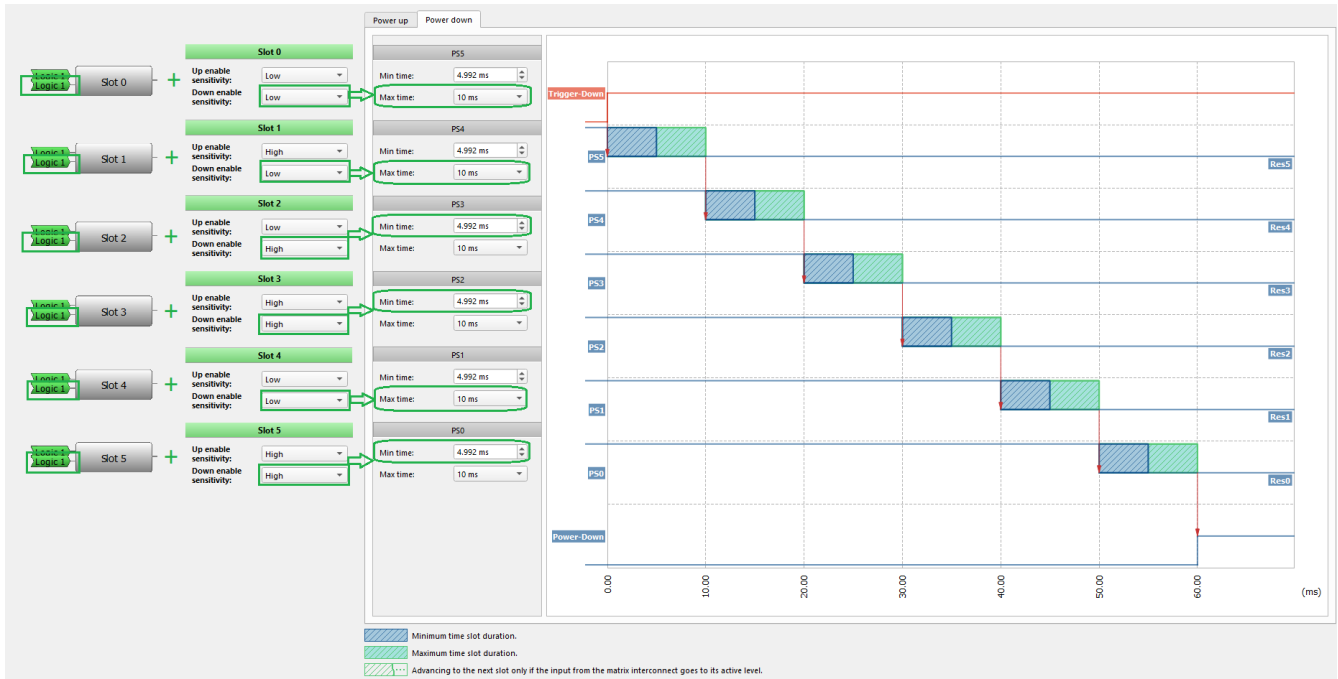 Power up
Power down
Slot 0
Logic 1
Logic 1
Slot 0
Up enable
sensitivity:
Low
Down enable
sensitivity:
Low
Slot 1
Logic 1
Logic 1
Slot 1
Up enable
sensitivity:
High
Down enable
sensitivity:
Low
Slot 2
Logic 1
Logic 1
Slot 2
Up enable
sensitivity:
Low
Down enable
sensitivity:
High
Slot 3
Logic 1
Logic 1
Slot 3
Up enable
sensitivity:
High
Down enable
sensitivity:
High
Slot 4
Logic 1
Logic 1
Slot 4
Up enable
sensitivity:
Low
Down enable
sensitivity:
Low
Slot 5
Logic 1
Logic 1
Slot 5
Up enable
sensitivity:
High
Down enable
sensitivity:
High
PS5
Min time: 4.992 ms
Max time: 10 ms
PS4
Min time: 4.992 ms
Max time: 10 ms
PS3
Min time: 4.992 ms
Max time: 10 ms
PS2
Min time: 4.992 ms
Max time: 10 ms
PS1
Min time: 4.992 ms
Max time: 10 ms
PS0
Min time: 4.992 ms
Max time: 10 ms
Trigger-Down
PS5 Res5
PS4 Res4
PS3 Res3
PS2 Res2
PS1 Res1
PS0 Res0
Power-Down
0.00 10.00 20.00 30.00 40.00 50.00 60.00 (ms)
Minimum time slot duration.
Maximum time slot duration.
Advancing to the next slot only if the input from the matrix interconnect goes to its active level.